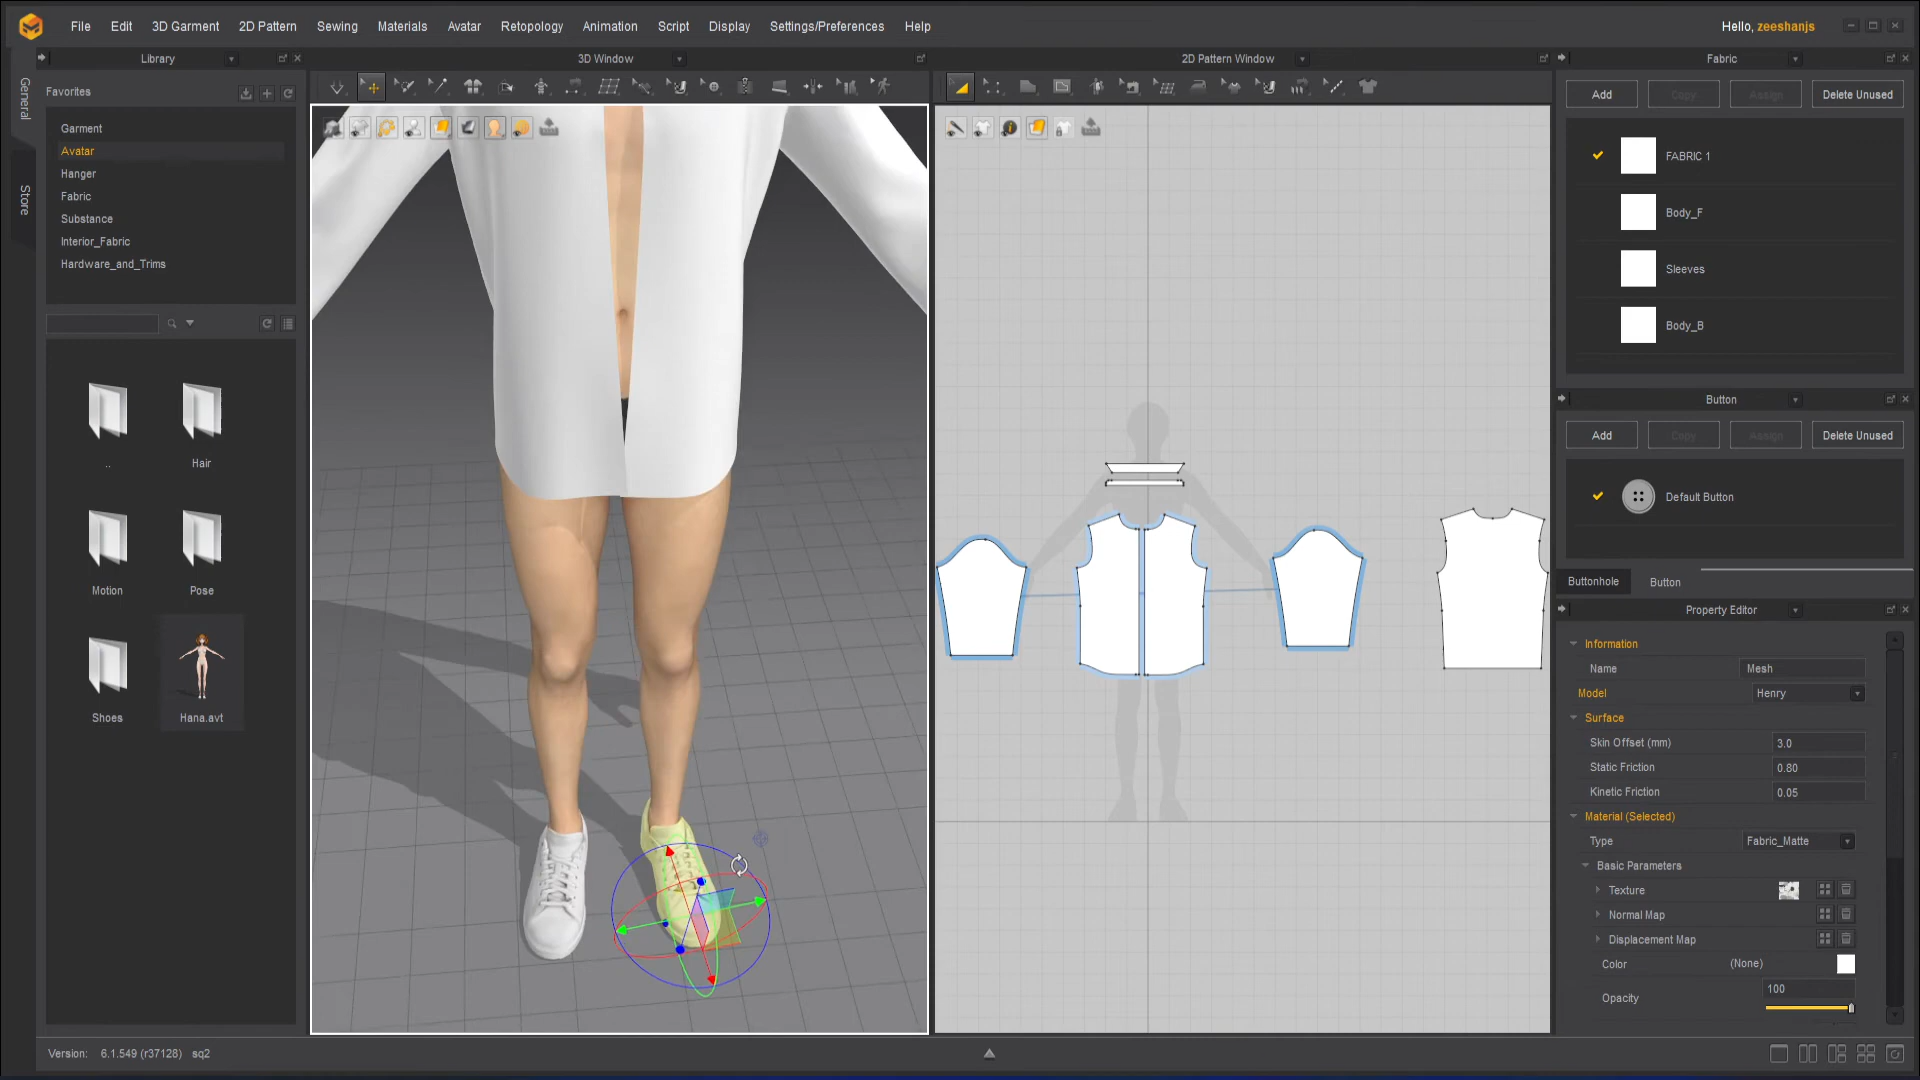 File Edit 3D Garment 2D Pattern Sewing Materials Avatar Retopology Animation Script Display Settings/Preferences Help
Hello, zeeshanjs
General
Store
Library
Favorites
Garment
Avatar
Hanger
Fabric
Substance
Interior_Fabric
Hardware_and_Trims
..
Hair
Motion
Pose
Shoes
Hana.avt
3D Window
2D Pattern Window
Fabric
Add Copy Assign Delete Unused
FABRIC 1
Body_F
Sleeves
Body_B
Button
Add Copy Assign Delete Unused
Default Button
Buttonhole Button
Property Editor
Information
Name Mesh
Model Henry
Surface
Skin Offset (mm) 3.0
Static Friction 0.80
Kinetic Friction 0.05
Material (Selected)
Type Fabric_Matte
Basic Parameters
Texture
Normal Map
Displacement Map
Color (None)
Opacity 100
Version: 6.1.549 (r37128) sq2